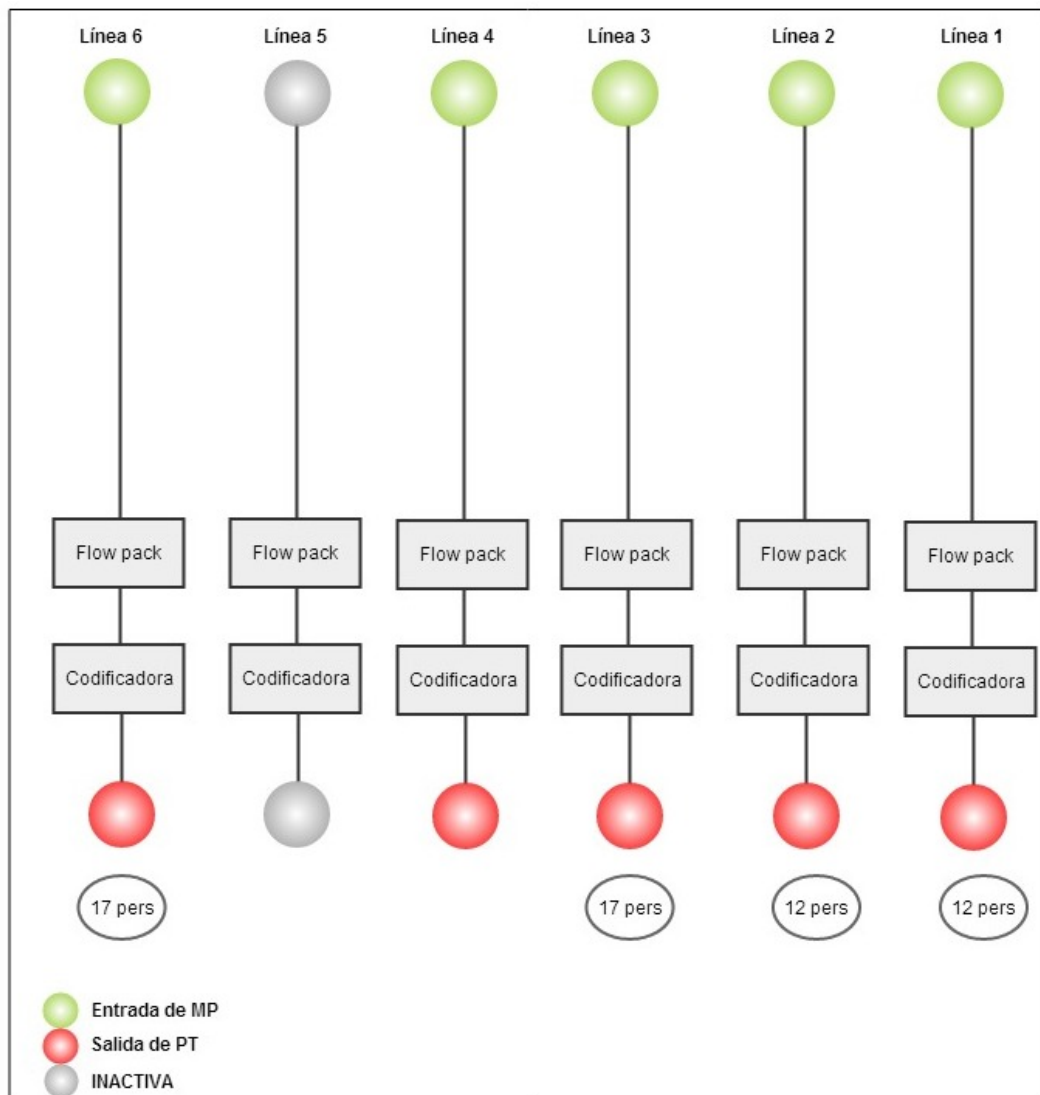 Línea 6 Línea 5 Línea 4 Línea 3 Línea 2 Línea 1
Flow pack Flow pack Flow pack Flow pack Flow pack Flow pack
Codificadora Codificadora Codificadora Codificadora Codificadora Codificadora
17 pers 17 pers 12 pers 12 pers
Entrada de MP
Salida de PT
INACTIVA